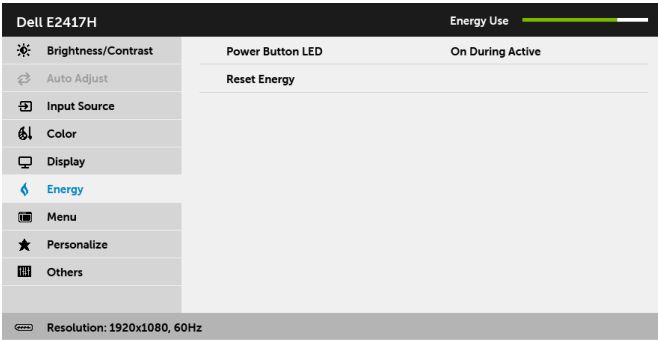 Dell E2417H
Energy Use
Brightness/Contrast
Power Button LED
On During Active
Auto Adjust
Reset Energy
Input Source
Color
Display
Energy
Menu
Personalize
Others
Resolution: 1920x1080, 60Hz